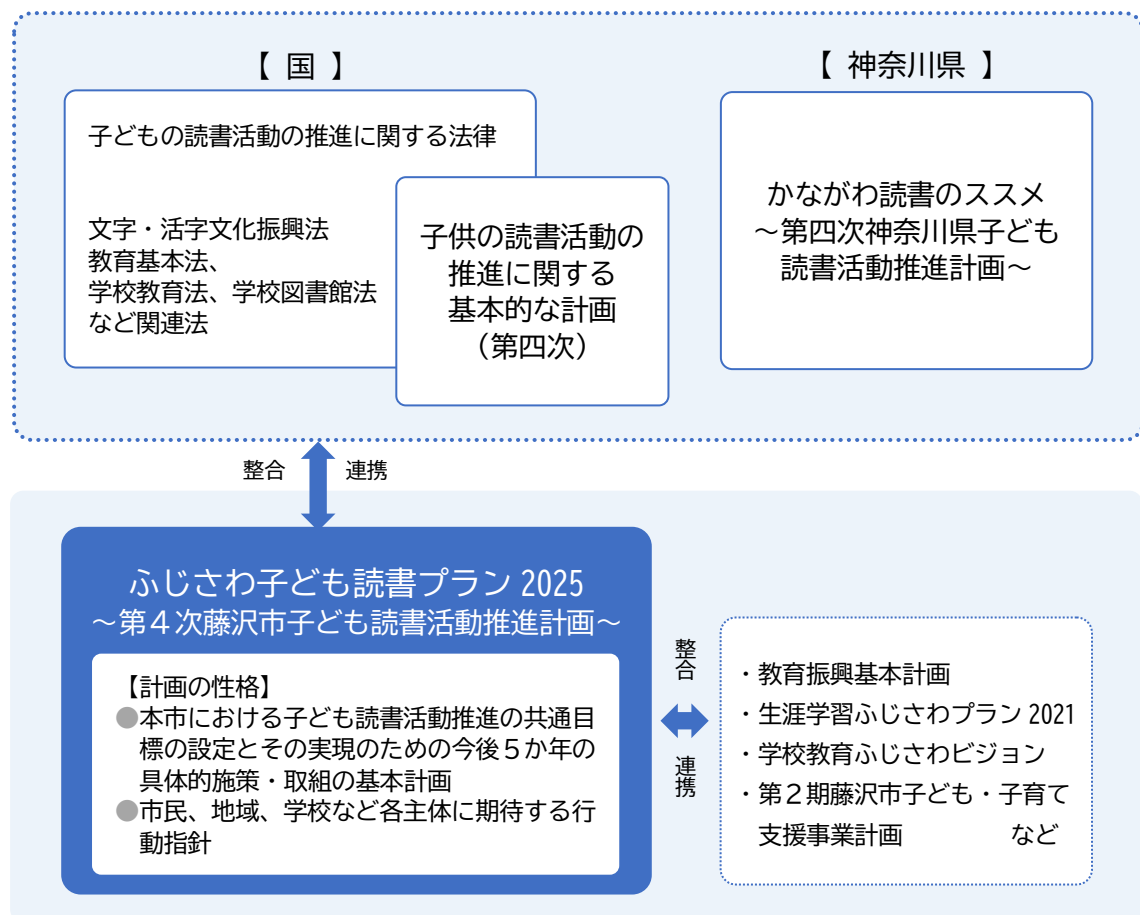 【 国 】
子どもの読書活動の推進に関する法律
文字・活字文化振興法
教育基本法、
学校教育法、学校図書館法
など関連法
子供の読書活動の
推進に関する
基本的な計画
（第四次）
【 神奈川県 】
かながわ読書のススメ
～第四次神奈川県子ども
読書活動推進計画～
整合
連携
ふじさわ子ども読書プラン 2025
～第４次藤沢市子ども読書活動推進計画～
【計画の性格】
●本市における子ども読書活動推進の共通目
標の設定とその実現のための今後５か年の
具体的施策・取組の基本計画
●市民、地域、学校など各主体に期待する行
動指針
整合
連携
・教育振興基本計画
・生涯学習ふじさわプラン 2021
・学校教育ふじさわビジョン
・第２期藤沢市子ども・子育て
支援事業計画 など